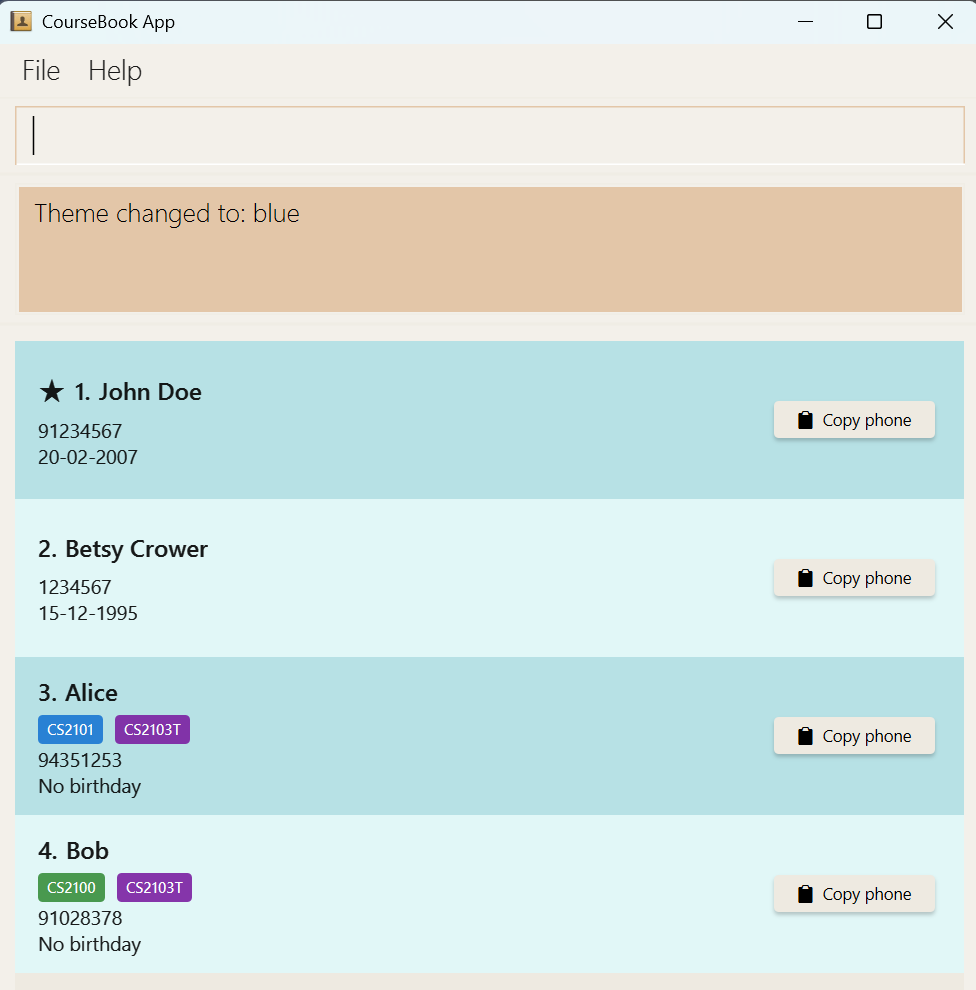 CourseBook App
File Help
Theme changed to: blue
★ 1. John Doe
91234567
20-02-2007
Copy phone
2. Betsy Crower
1234567
15-12-1995
Copy phone
3. Alice
CS2101 CS2103T
94351253
No birthday
Copy phone
4. Bob
CS2100 CS2103T
91028378
No birthday
Copy phone